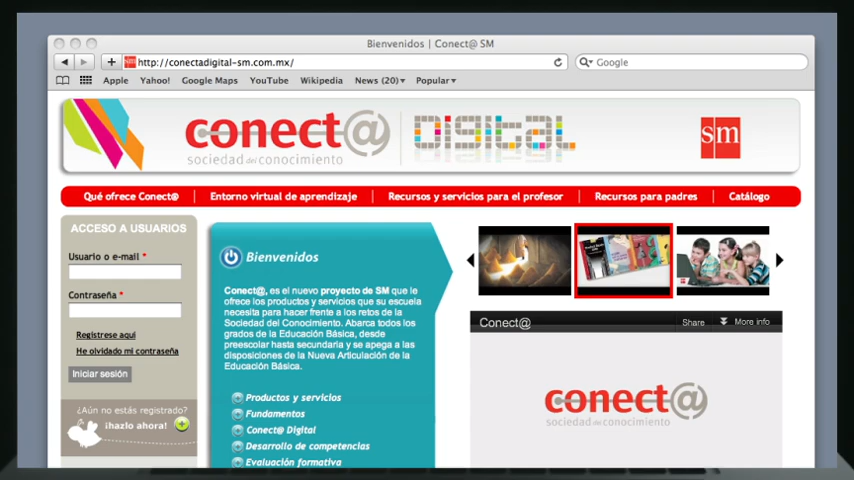 Bienvenidos | Conect@ SM
http://conectadigital-sm.com.mx/
Google
Apple Yahoo! Google Maps YouTube Wikipedia News (20)▾ Popular▾
conect@ DIGITAL
sociedad del conocimiento
sm
Qué ofrece Conect@ | Entorno virtual de aprendizaje | Recursos y servicios para el profesor | Recursos para padres | Catálogo
ACCESO A USUARIOS
Usuario o e-mail *
Contraseña *
Regístrese aquí
He olvidado mi contraseña
Iniciar sesión
¿Aún no estás registrado?
¡hazlo ahora!
Bienvenidos
Conect@, es el nuevo proyecto de SM que le
ofrece los productos y servicios que su escuela
necesita para hacer frente a los retos de la
Sociedad del Conocimiento. Abarca todos los
grados de la Educación Básica, desde
preescolar hasta secundaria y se apega a las
disposiciones de la Nueva Articulación de la
Educación Básica.
Productos y servicios
Fundamentos
Conect@ Digital
Desarrollo de competencias
Evaluación formativa
Conect@
Share
More info
conect@
sociedad del conocimiento